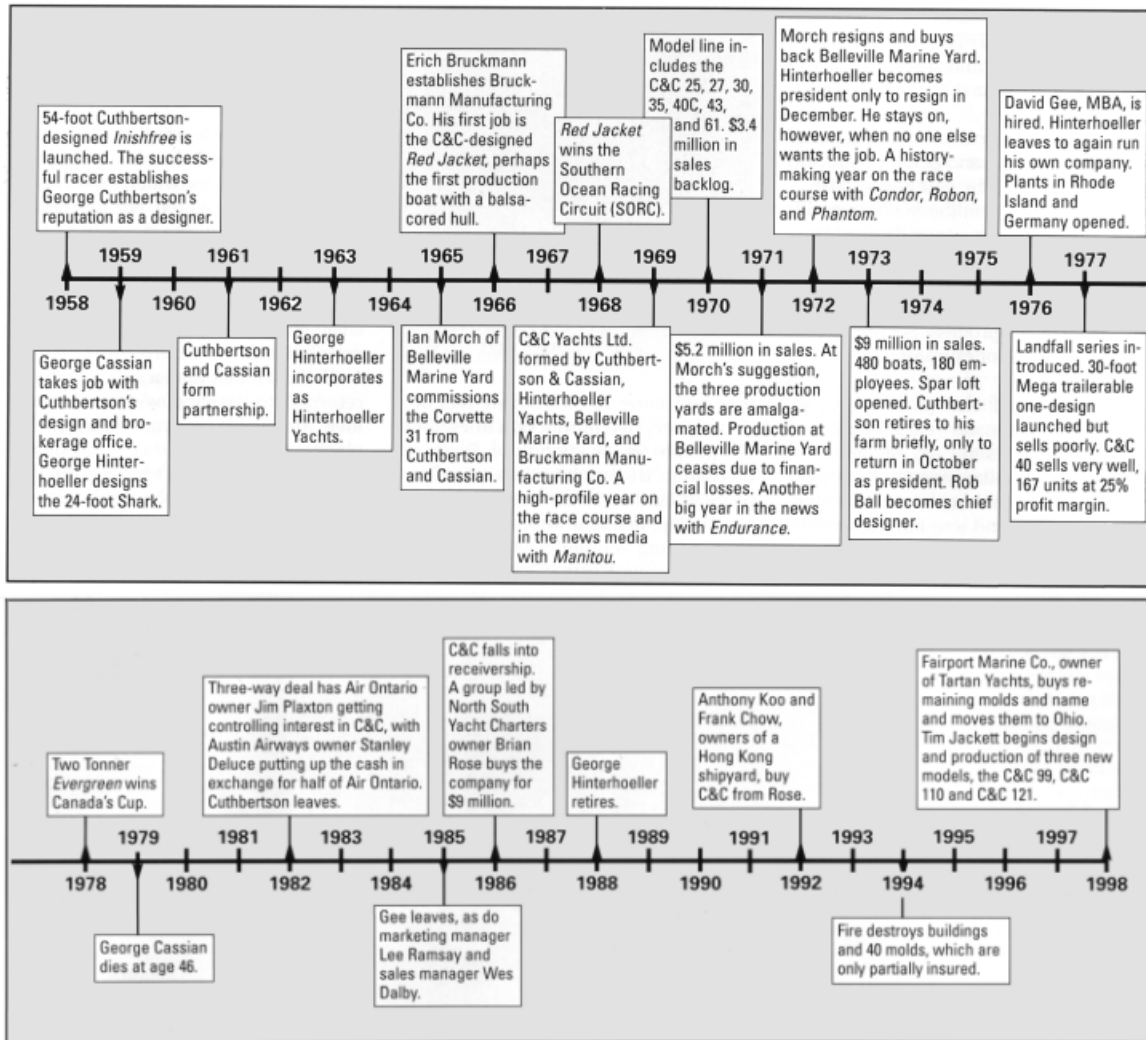 54-foot Cuthbertson-
designed Inishfree is
launched. The success-
ful racer establishes
George Cuthbertson's
reputation as a designer.
Erich Bruckmann
establishes Bruck-
mann Manufacturing
Co. His first job is
the C&C-designed
Red Jacket, perhaps
the first production
boat with a balsa-
cored hull.
Red Jacket
wins the
Southern
Ocean Racing
Circuit (SORC).
Model line in-
cludes the
C&C 25, 27, 30,
35, 40C, 43,
and 61. $3.4
million in
sales
backlog.
Morch resigns and buys
back Belleville Marine Yard.
Hinterhoeller becomes
president only to resign in
December. He stays on,
however, when no one else
wants the job. A history-
making year on the race
course with Condor, Robon,
and Phantom.
David Gee, MBA, is
hired. Hinterhoeller
leaves to again run
his own company.
Plants in Rhode
Island and
Germany opened.
1959 1961 1963 1965 1967 1969 1971 1973 1975 1977
1958 1960 1962 1964 1966 1968 1970 1972 1974 1976
George Cassian
takes job with
Cuthbertson's
design and bro-
kerage office.
George Hinter-
hoeller designs
the 24-foot Shark.
Cuthbertson
and Cassian
form
partnership.
George
Hinterhoeller
incorporates
as
Hinterhoeller
Yachts.
Ian Morch of
Belleville
Marine Yard
commissions
the Corvette
31 from
Cuthbertson
and Cassian.
C&C Yachts Ltd.
formed by Cuthbert-
son & Cassian,
Hinterhoeller
Yachts, Belleville
Marine Yard, and
Bruckmann Manu-
facturing Co. A
high-profile year on
the race course and
in the news media
with Manitou.
$5.2 million in sales. At
Morch's suggestion,
the three production
yards are amalga-
mated. Production at
Belleville Marine Yard
ceases due to finan-
cial losses. Another
big year in the news
with Endurance.
$9 million in sales.
480 boats, 180 em-
ployees. Spar loft
opened. Cuthbert-
son retires to his
farm briefly, only to
return in October
as president. Rob
Ball becomes chief
designer.
Landfall series in-
troduced. 30-foot
Mega trailerable
one-design
launched but
sells poorly. C&C
40 sells very well,
167 units at 25%
profit margin.
Two Tonner
Evergreen wins
Canada's Cup.
Three-way deal has Air Ontario
owner Jim Plaxton getting
controlling interest in C&C, with
Austin Airways owner Stanley
Deluce putting up the cash in
exchange for half of Air Ontario.
Cuthbertson leaves.
C&C falls into
receivership.
A group led by
North South
Yacht Charters
owner Brian
Rose buys the
company for
$9 million.
George
Hinterhoeller
retires.
Anthony Koo and
Frank Chow,
owners of a
Hong Kong
shipyard, buy
C&C from Rose.
Fairport Marine Co., owner
of Tartan Yachts, buys re-
maining molds and name
and moves them to Ohio.
Tim Jackett begins design
and production of three new
models, the C&C 99, C&C
110 and C&C 121.
1979 1981 1983 1985 1987 1989 1991 1993 1995 1997
1978 1980 1982 1984 1986 1988 1990 1992 1994 1996 1998
George Cassian
dies at age 46.
Gee leaves, as do
marketing manager
Lee Ramsay and
sales manager Wes
Dalby.
Fire destroys buildings
and 40 molds, which are
only partially insured.